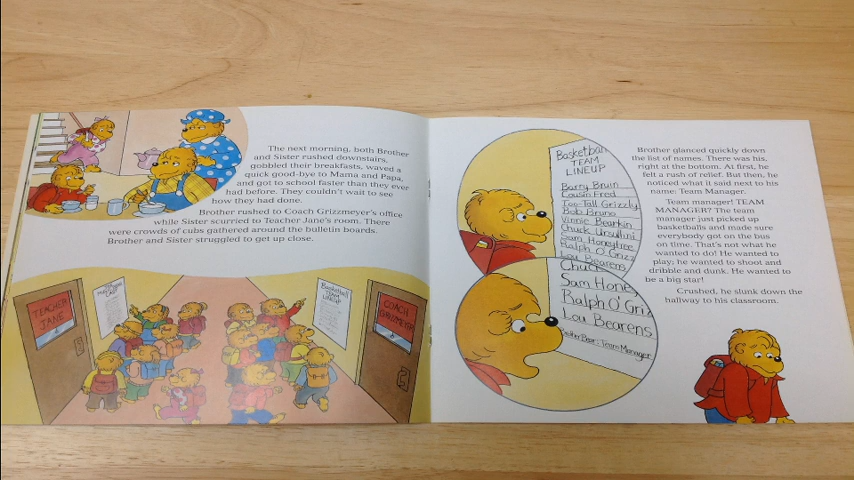 The next morning, both Brother
and Sister rushed downstairs,
gobbled their breakfasts, waved a
quick good-bye to Mama and Papa,
and got to school faster than they ever
had before. They couldn't wait to see
how they had done.
Brother rushed to Coach Grizzmeyer's office
while Sister scurried to Teacher Jane's room. There
were crowds of cubs gathered around the bulletin boards.
Brother and Sister struggled to get up close.
TEACHER
JANE
Basketball
Team
Lineup
COACH
GRIZZMEYER
Basketball
TEAM
LINEUP
Barry Bruin
Cousin Fred
Too-Tall Grizzly
Bob Bruno
Vinnie Bearkin
Chuck Ursullini
Sam Honeytree
Ralph O'Griz
Lou Bearens
Chuck
Sam Honey
Ralph O'Griz
Lou Bearens
Brother Bear: Team Manager
Brother glanced quickly down
the list of names. There was his,
right at the bottom. At first, he
felt a rush of relief. But then, he
noticed what it said next to his
name: Team Manager.
Team manager! TEAM
MANAGER? The team
manager just picked up
basketballs and made sure
everybody got on the bus
on time. That's not what he
wanted to do! He wanted to
play; he wanted to shoot and
dribble and dunk. He wanted to
be a big star!
Crushed, he slunk down the
hallway to his classroom.